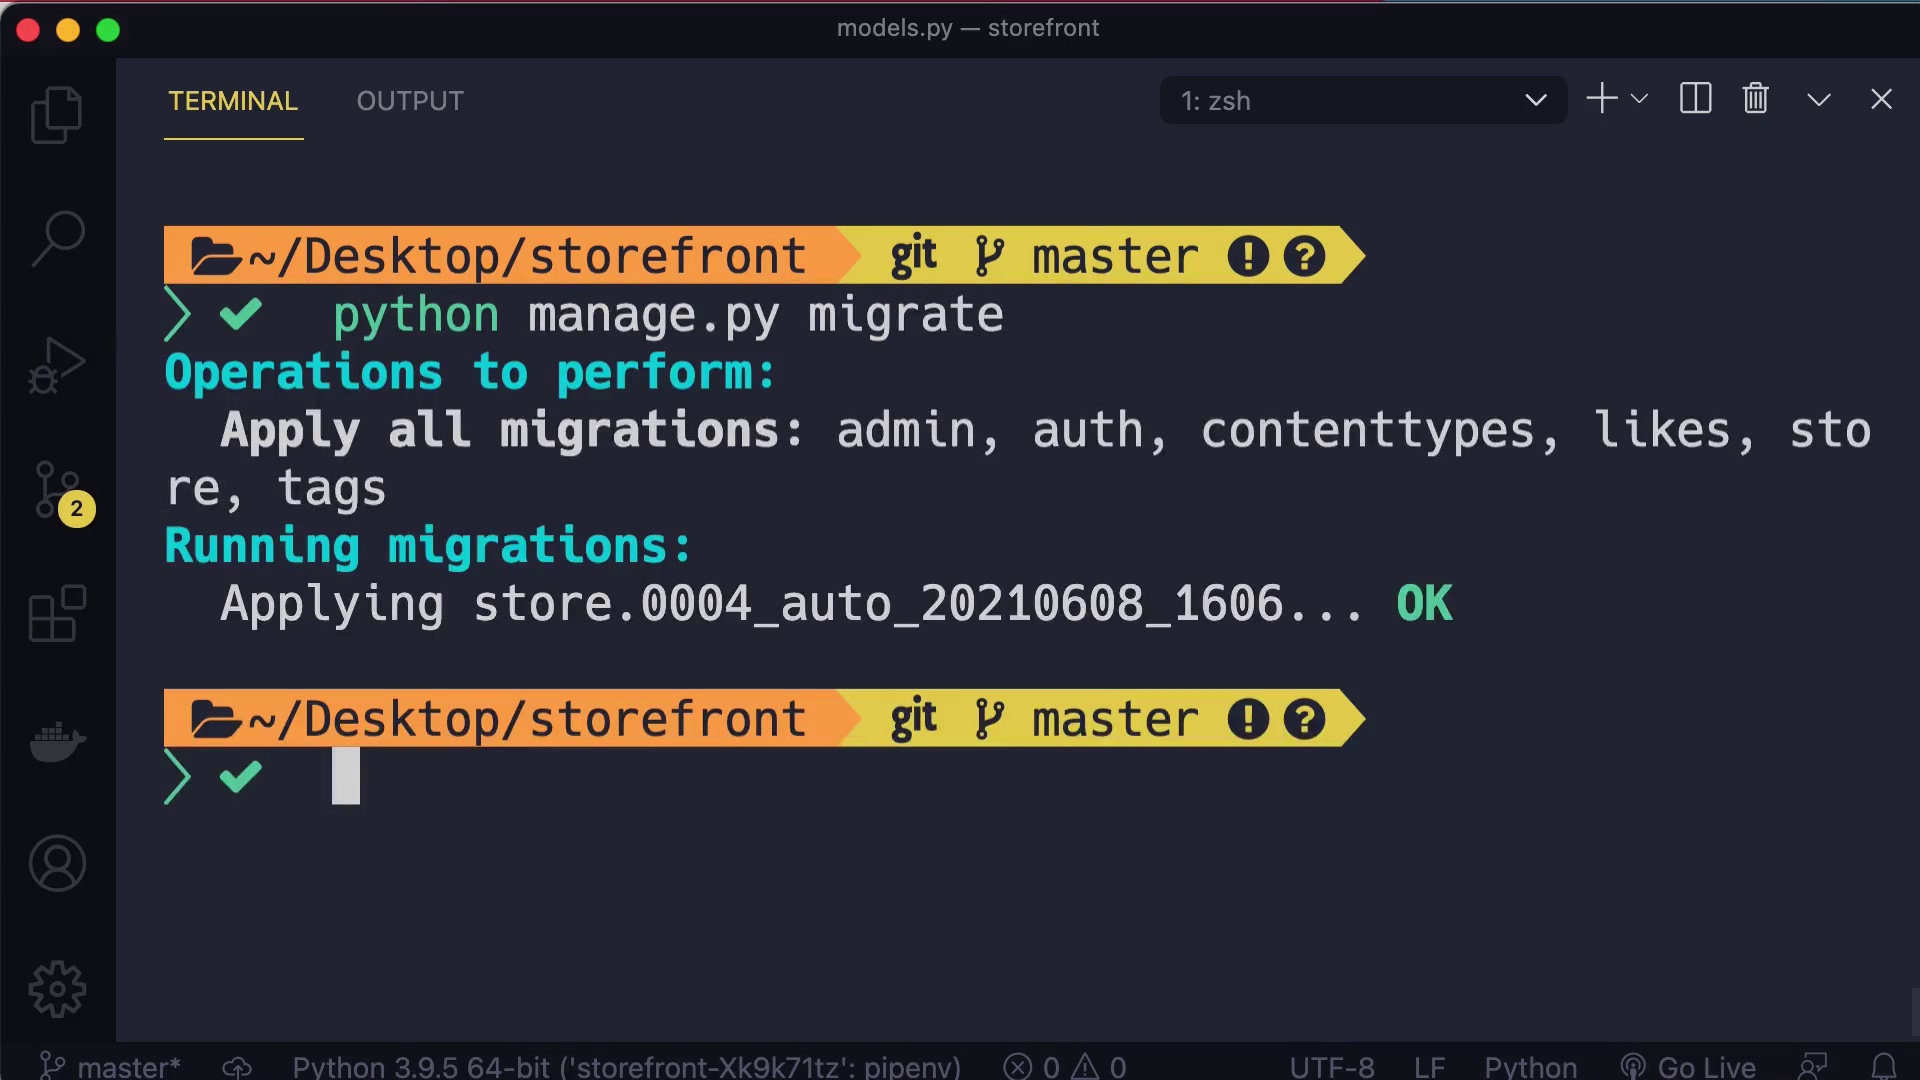 models.py — storefront
TERMINAL OUTPUT 1: zsh
~/Desktop/storefront git master ! ?
python manage.py migrate
Operations to perform:
Apply all migrations: admin, auth, contenttypes, likes, sto
re, tags
Running migrations:
Applying store.0004_auto_20210608_1606... OK
~/Desktop/storefront git master ! ?
2
master* Python 3.9.5 64-bit ('storefront-Xk9k71tz': pipenv) 0 0 UTF-8 LF Python Go Live